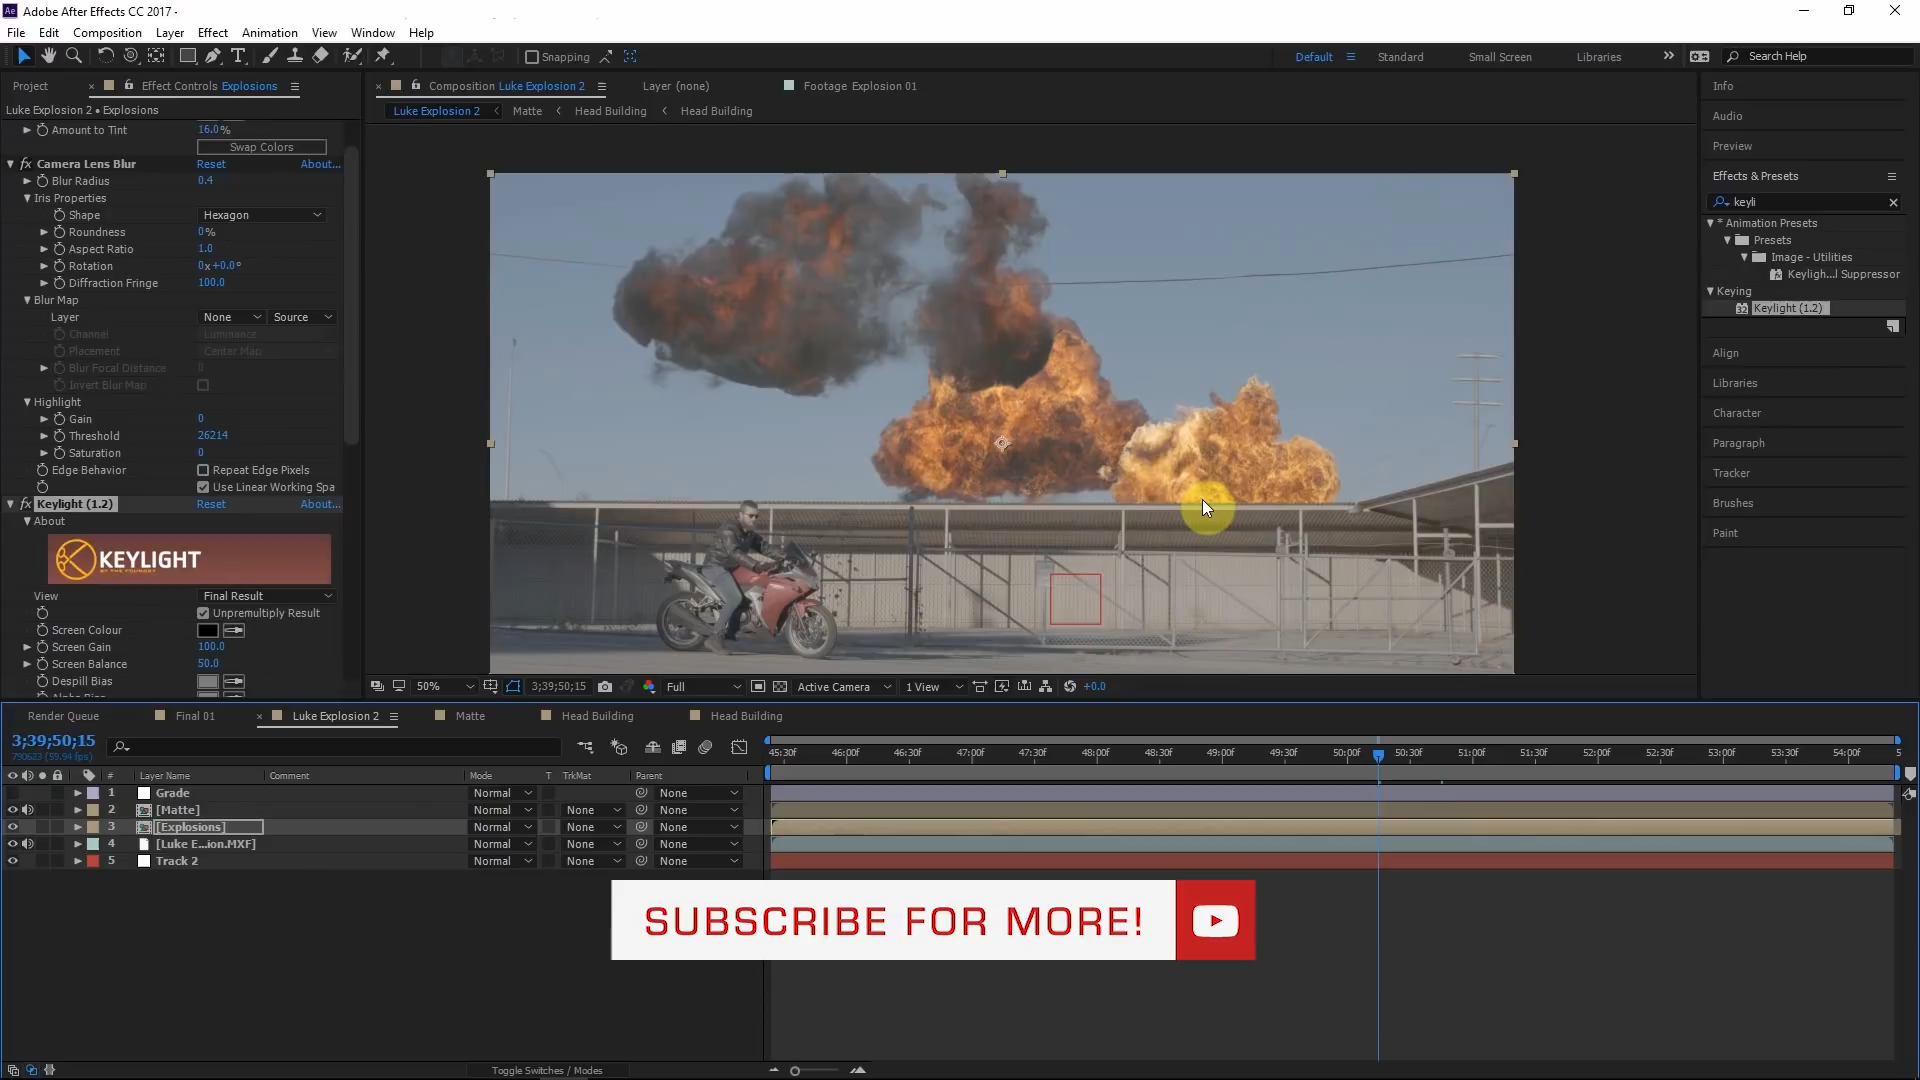 Adobe After Effects CC 2017 -
File Edit Composition Layer Effect Animation View Window Help
Snapping Default Standard Small Screen Libraries Search Help
Project Effect Controls Explosions
Composition Luke Explosion 2 Layer (none) Footage Explosion 01
Luke Explosion 2 • Explosions
Luke Explosion 2 Matte Head Building Head Building
Amount to Tint 16.0%
Swap Colors
Camera Lens Blur Reset About...
Blur Radius 0.4
Iris Properties
Shape Hexagon
Roundness 0%
Aspect Ratio 1.0
Rotation 0x+0.0°
Diffraction Fringe 100.0
Blur Map
Layer None Source
Channel Luminance
Placement Center Map
Blur Focal Distance 0
Invert Blur Map
Highlight
Gain 0
Threshold 26214
Saturation 0
Edge Behavior Repeat Edge Pixels
Use Linear Working Spa
Keylight (1.2) Reset About...
About
KEYLIGHT
BY THE FOUNDRY
View Final Result
Unpremultiply Result
Screen Colour
Screen Gain 100.0
Screen Balance 50.0
Despill Bias
Info
Audio
Preview
Effects & Presets
keyli
* Animation Presets
Presets
Image - Utilities
Keyligh...l Suppressor
Keying
Keylight (1.2)
Align
Libraries
Character
Paragraph
Tracker
Brushes
Paint
50% 3;39;50;15 Full Active Camera 1 View +0.0
Render Queue Final 01 Luke Explosion 2 Matte Head Building Head Building
3;39;50;15
790623 (59.94 fps)
45:30f 46:00f 46:30f 47:00f 47:30f 48:00f 48:30f 49:00f 49:30f 50:00f 50:30f 51:00f 51:30f 52:00f 52:30f 53:00f 53:30f 54:00f 5
# Layer Name Comment Mode T TrkMat Parent
1 Grade Normal None
2 [Matte] Normal None None
3 [Explosions] Normal None None
4 [Luke E...ion.MXF] Normal None None
5 Track 2 Normal None None
SUBSCRIBE FOR MORE!
Toggle Switches / Modes